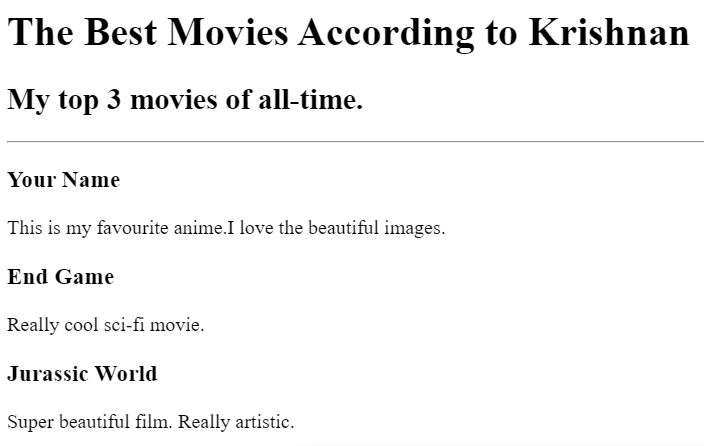 The Best Movies According to Krishnan
My top 3 movies of all-time.
Your Name
This is my favourite anime.I love the beautiful images.
End Game
Really cool sci-fi movie.
Jurassic World
Super beautiful film. Really artistic.